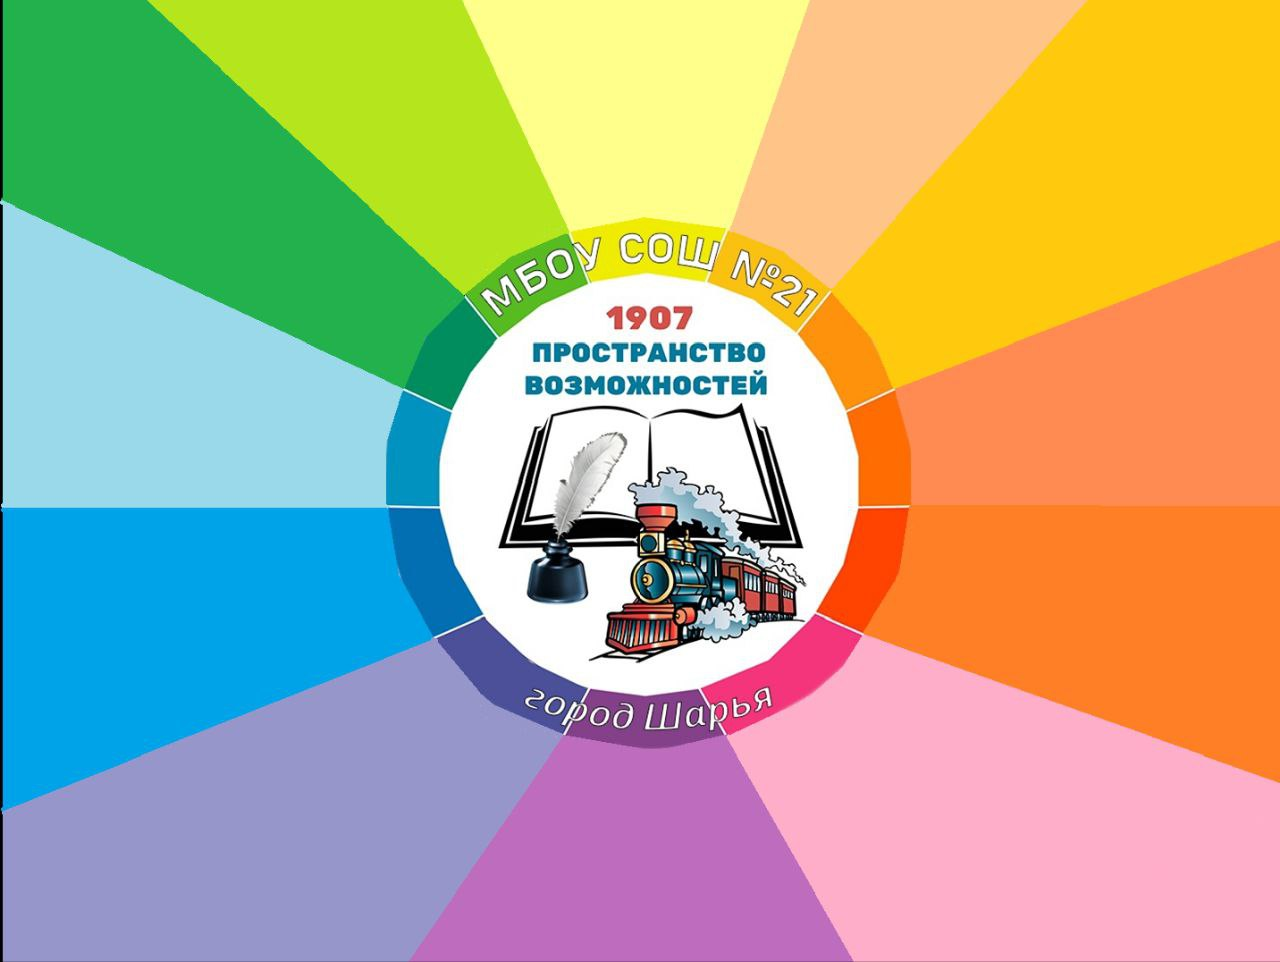 МБОУ СОШ №21
1907
ПРОСТРАНСТВО
ВОЗМОЖНОСТЕЙ
город Шарья